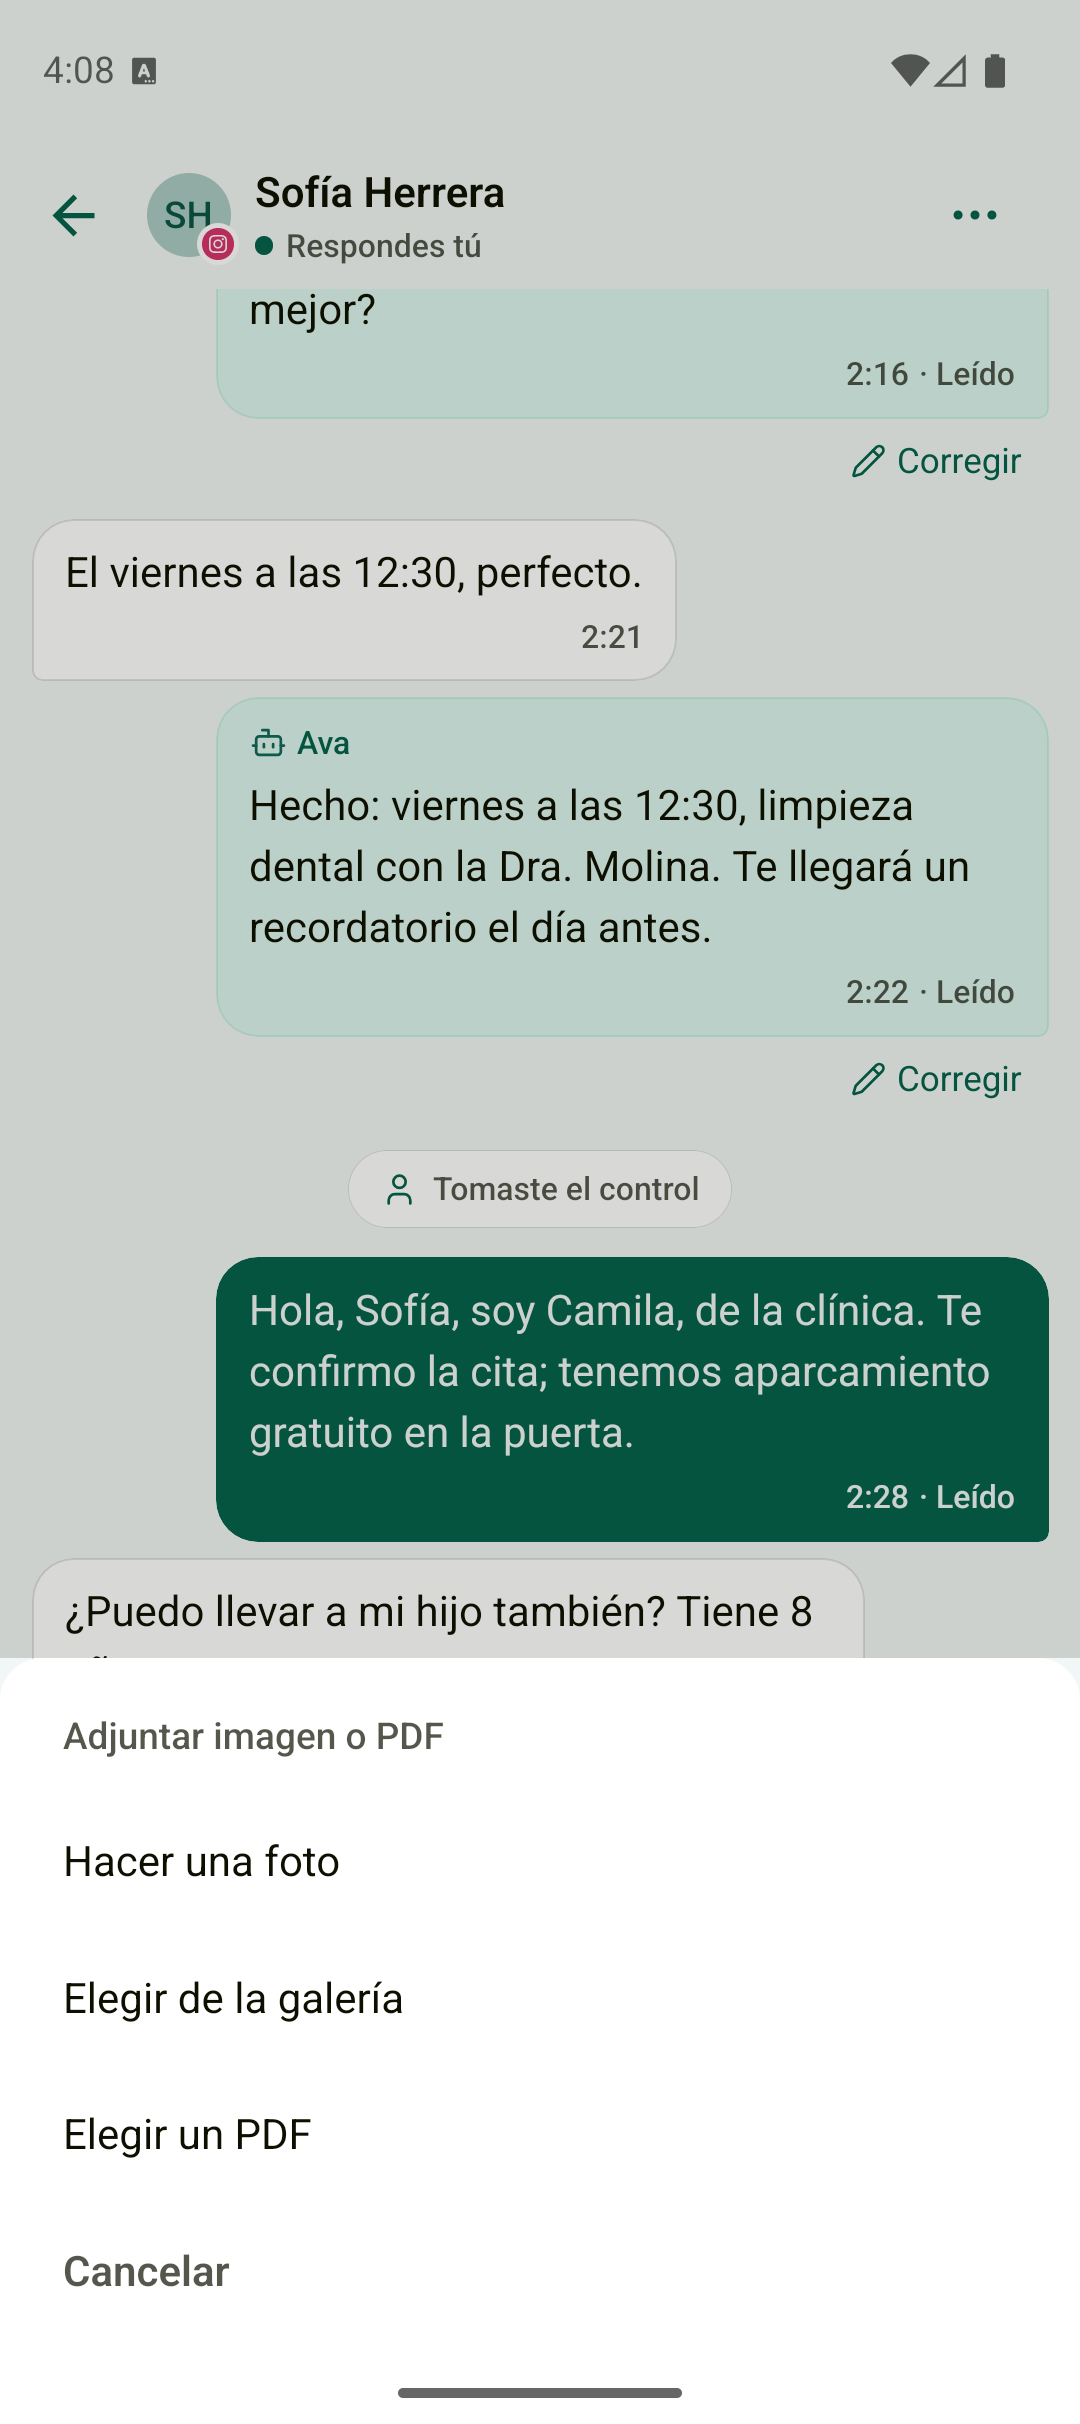 4:08
SH
Sofía Herrera
Respondes tú
mejor?
2:16 · Leído
Corregir
El viernes a las 12:30, perfecto.
2:21
Ava
Hecho: viernes a las 12:30, limpieza
dental con la Dra. Molina. Te llegará un
recordatorio el día antes.
2:22 · Leído
Corregir
Tomaste el control
Hola, Sofía, soy Camila, de la clínica. Te
confirmo la cita; tenemos aparcamiento
gratuito en la puerta.
2:28 · Leído
¿Puedo llevar a mi hijo también? Tiene 8
Adjuntar imagen o PDF
Hacer una foto
Elegir de la galería
Elegir un PDF
Cancelar